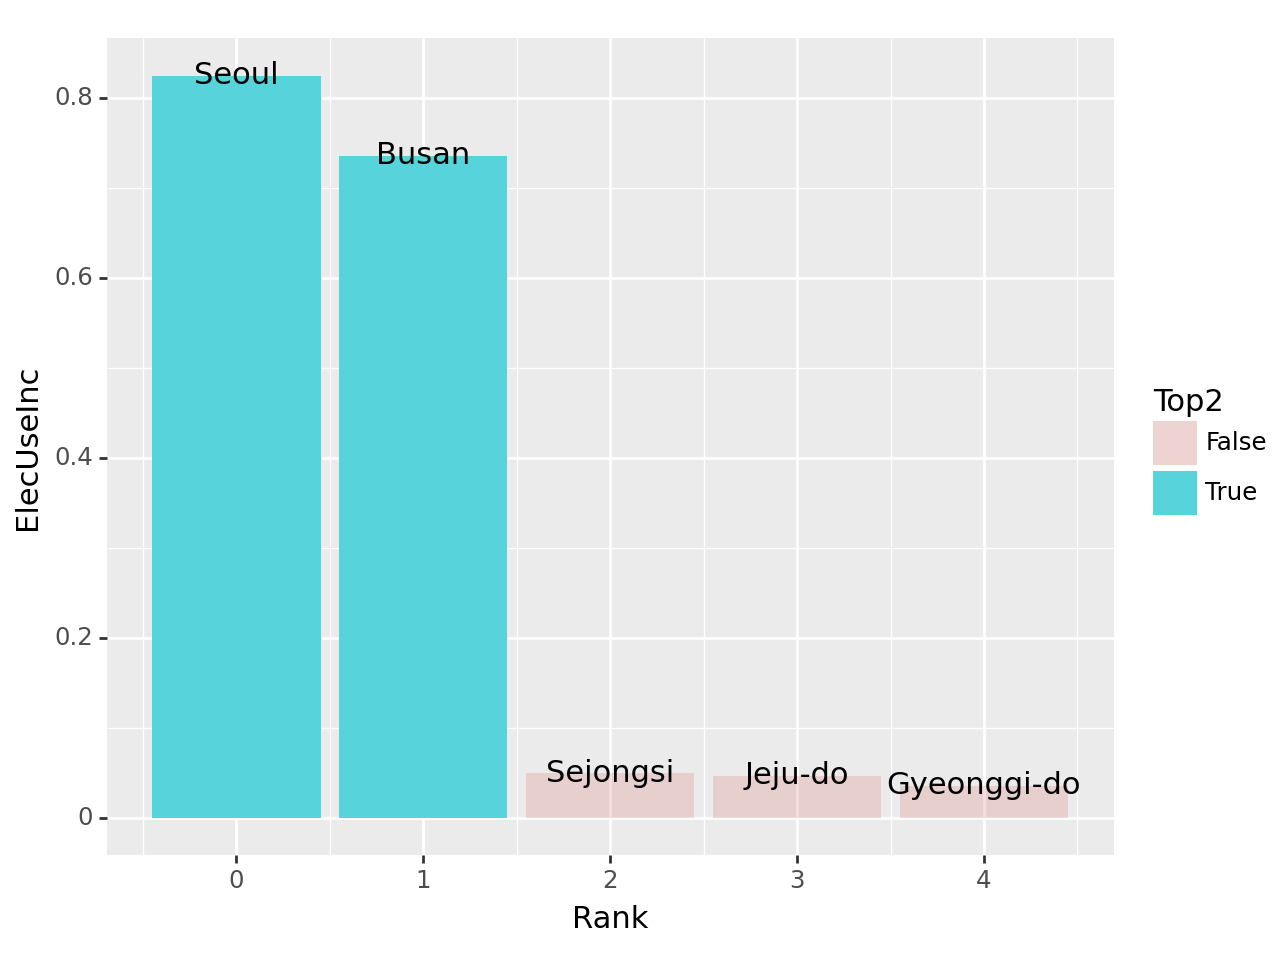 Seoul
Busan
Sejongsi
Jeju-do
Gyeonggi-do
0.8
0.6
0.4
0.2
0
ElecUseInc
0 1 2 3 4
Rank
Top2
False
True